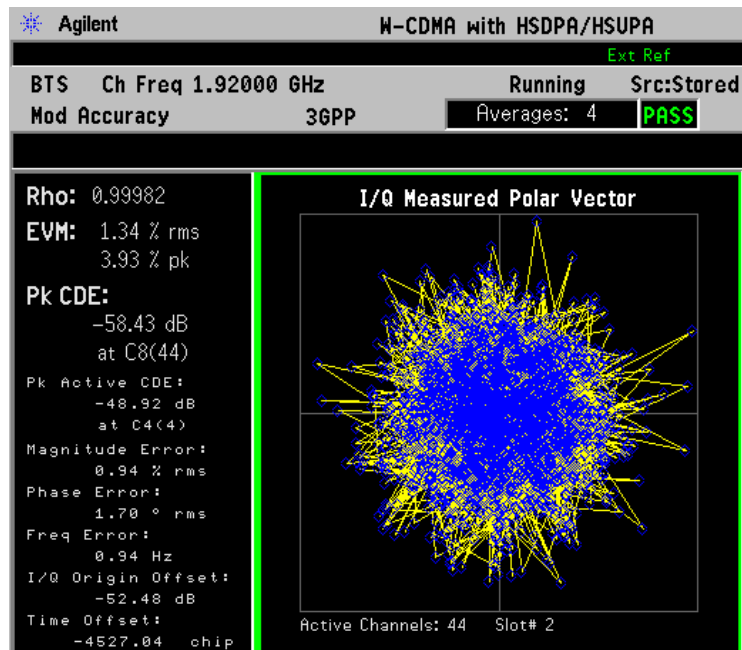 Agilent W-CDMA with HSDPA/HSUPA
Ext Ref
BTS Ch Freq 1.92000 GHz Running Src:Stored
Mod Accuracy 3GPP Averages: 4 PASS
Rho: 0.99982
EVM: 1.34 % rms
3.93 % pk
Pk CDE:
-58.43 dB
at C8(44)
Pk Active CDE:
-48.92 dB
at C4(4)
Magnitude Error:
0.94 % rms
Phase Error:
1.70 ° rms
Freq Error:
0.94 Hz
I/Q Origin Offset:
-52.48 dB
Time Offset:
-4527.04 chip
I/Q Measured Polar Vector
Active Channels: 44 Slot# 2